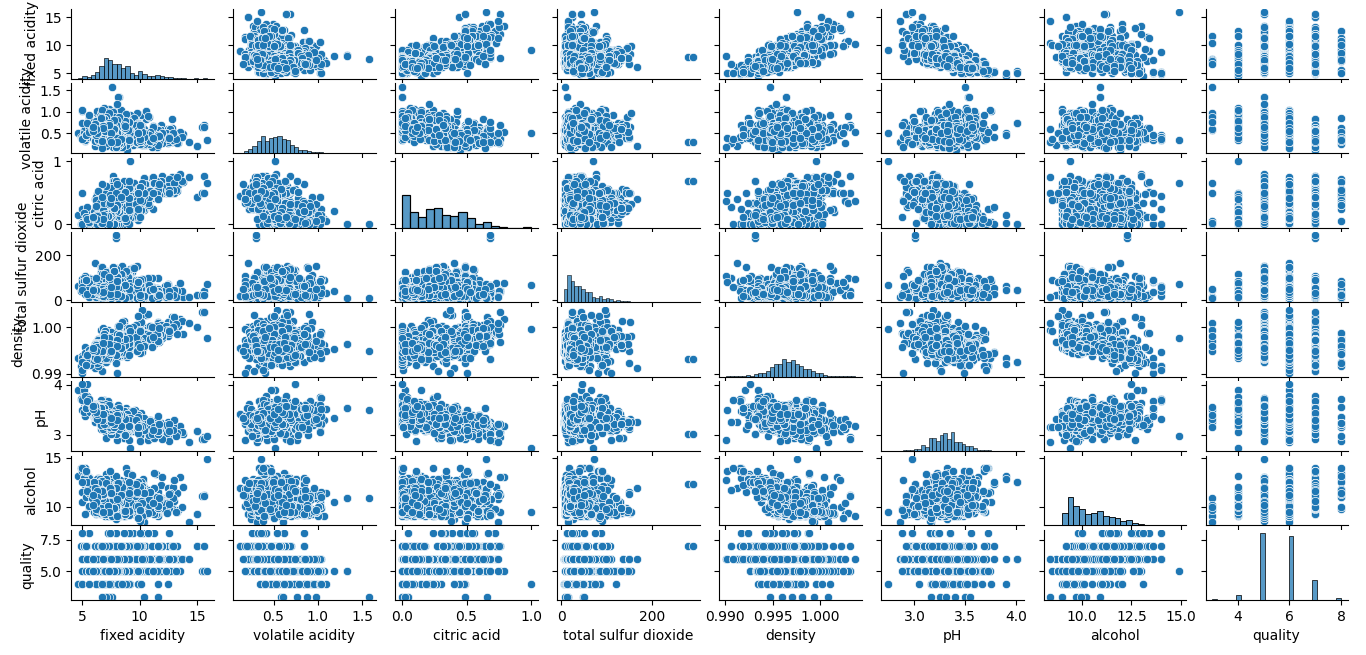 fixed acidity
15
10
5
volatile acidity
1.5
1.0
0.5
citric acid
1
0
total sulfur dioxide
200
0
density
1.00
0.99
pH
4
3
alcohol
15
10
quality
7.5
5.0
5 10 15
0.5 1.0 1.5
0.0 0.5 1.0
0 200
0.990 0.995 1.000
3.0 3.5 4.0
10.0 12.5 15.0
4 6 8
fixed acidity
volatile acidity
citric acid
total sulfur dioxide
density
pH
alcohol
quality